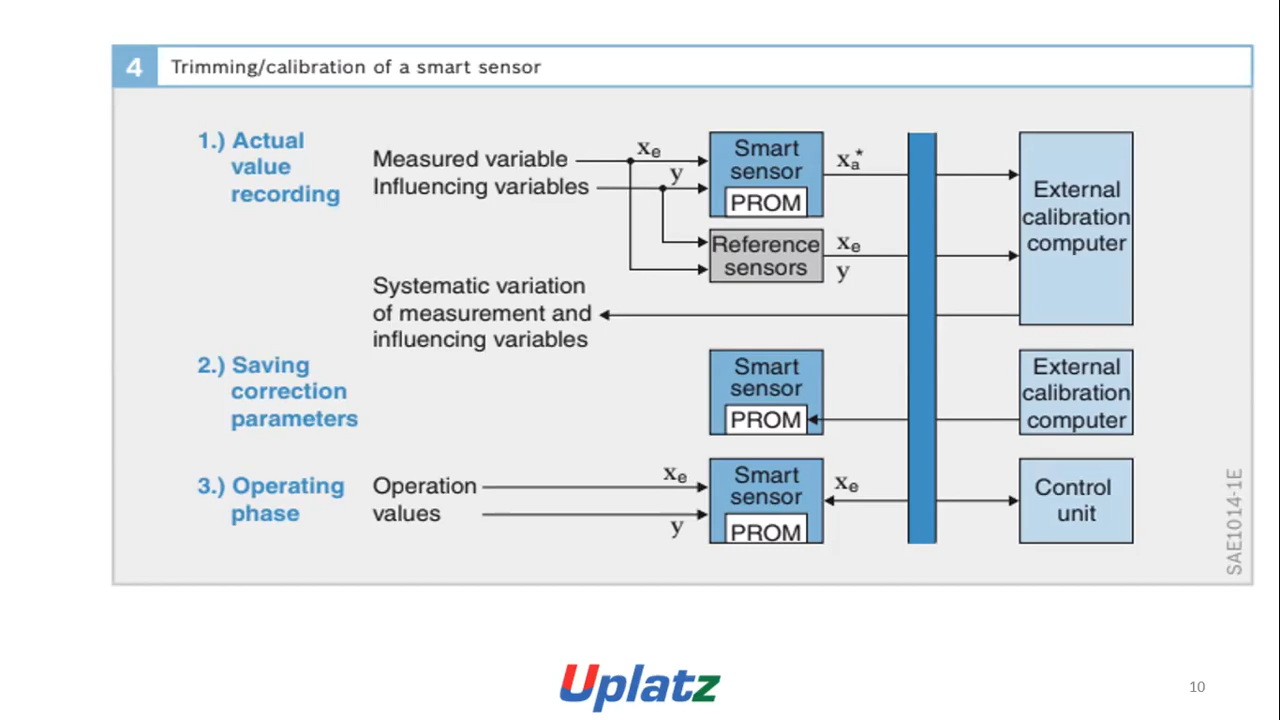 4 Trimming/calibration of a smart sensor
1.) Actual
value
recording
Measured variable
Influencing variables
xe
y
Smart
sensor
PROM
xa*
Reference
sensors
xe
y
External
calibration
computer
Systematic variation
of measurement and
influencing variables
2.) Saving
correction
parameters
Smart
sensor
PROM
External
calibration
computer
3.) Operating
phase
Operation
values
xe
y
Smart
sensor
PROM
xe
Control
unit
SAE1014-1E
Uplatz
10